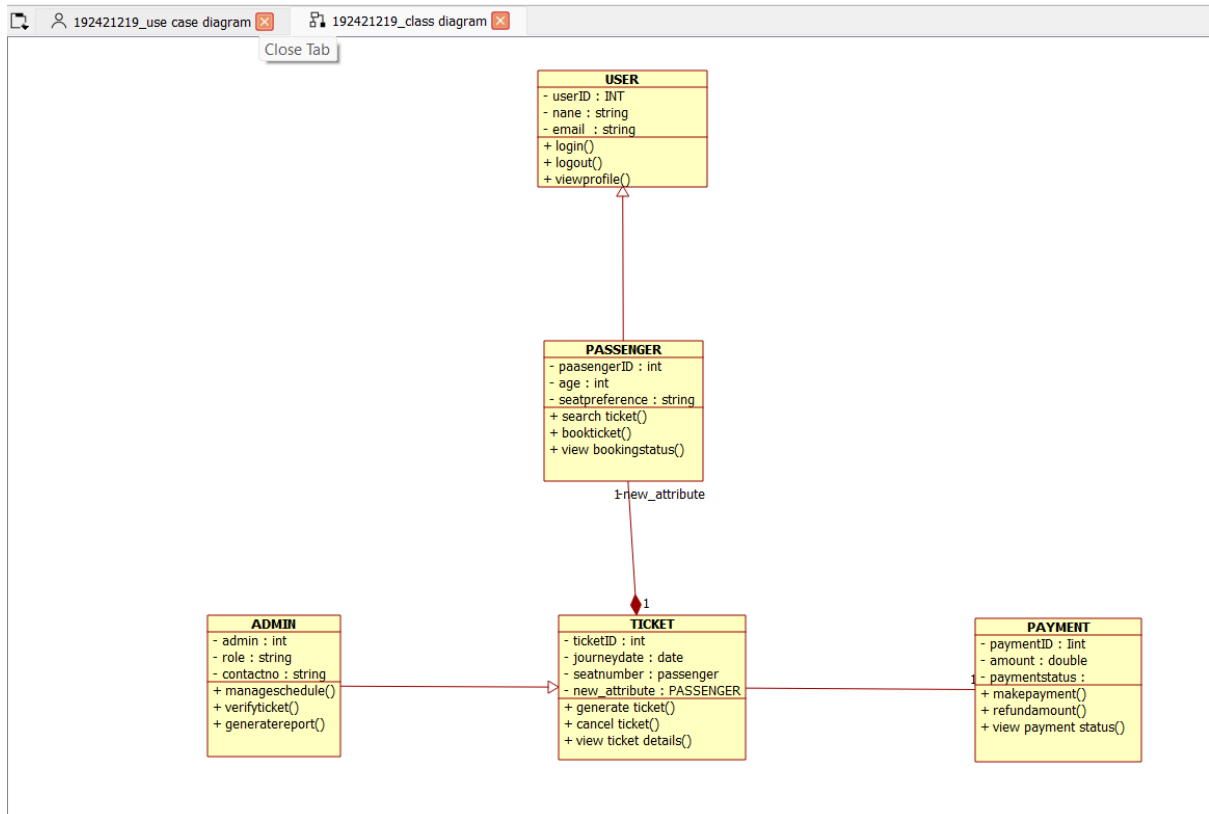 192421219_use case diagram
192421219_class diagram
Close Tab
USER
- userID : INT
- nane : string
- email : string
+ login()
+ logout()
+ viewprofile()
PASSENGER
- paasengerID : int
- age : int
- seatpreference : string
+ search ticket()
+ bookticket()
+ view bookingstatus()
1 -new_attribute
1
ADMIN
- admin : int
- role : string
- contactno : string
+ manageschedule()
+ verifyticket()
+ generatereport()
TICKET
- ticketID : int
- journeydate : date
- seatnumber : passenger
- new_attribute : PASSENGER
+ generate ticket()
+ cancel ticket()
+ view ticket details()
1
PAYMENT
- paymentID : Iint
- amount : double
- paymentstatus :
+ makepayment()
+ refundamount()
+ view payment status()